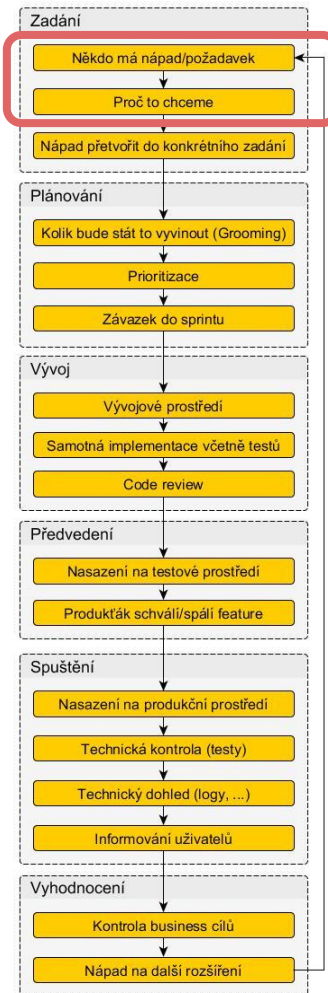 Zadání
Někdo má nápad/požadavek
Proč to chceme
Nápad přetvořit do konkrétního zadání
Plánování
Kolik bude stát to vyvinout (Grooming)
Prioritizace
Závazek do sprintu
Vývoj
Vývojové prostředí
Samotná implementace včetně testů
Code review
Předvedení
Nasazení na testové prostředí
Produkťák schválí/spálí feature
Spuštění
Nasazení na produkční prostředí
Technická kontrola (testy)
Technický dohled (logy, ...)
Informování uživatelů
Vyhodnocení
Kontrola business cílů
Nápad na další rozšíření